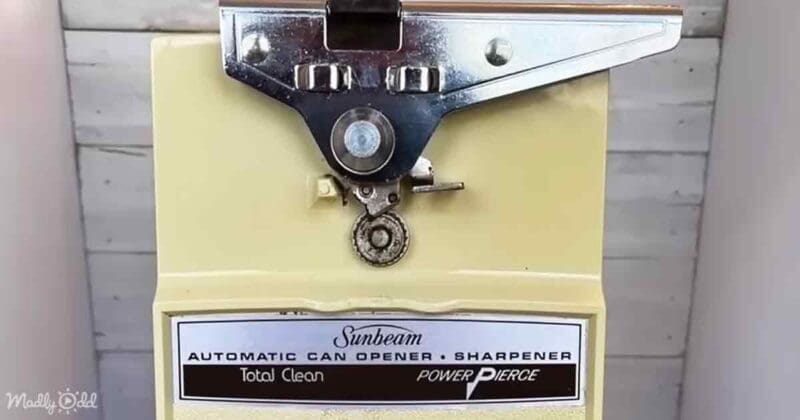 Sunbeam
AUTOMATIC CAN OPENER • SHARPENER
Total Clean POWER PIERCE
Madly Odd